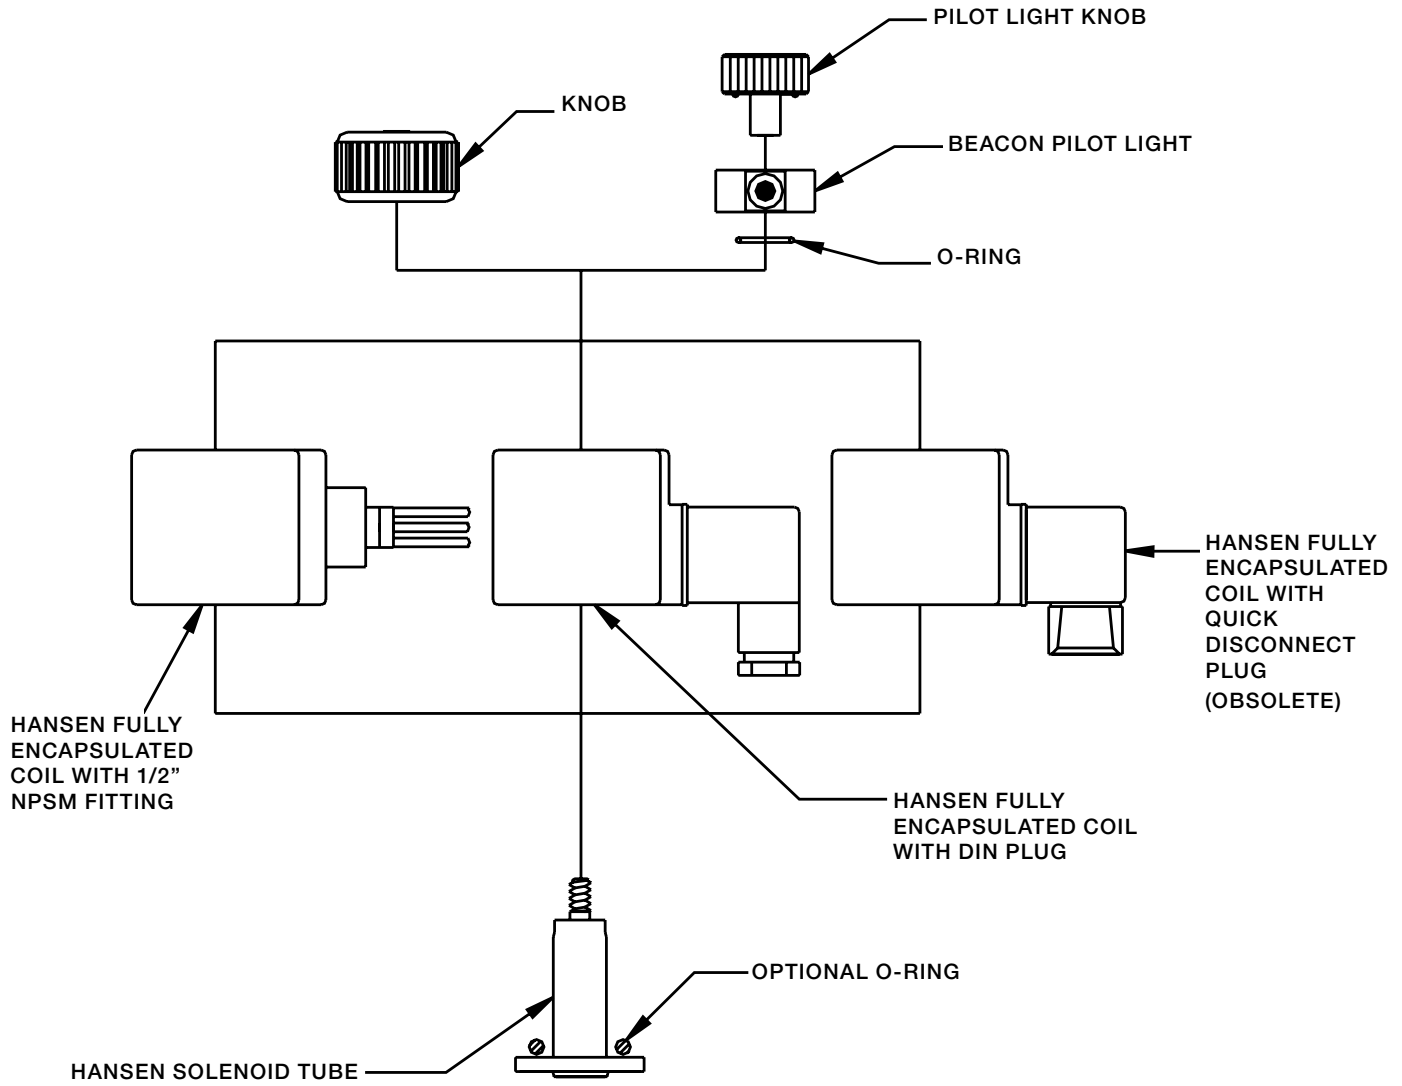 PILOT LIGHT KNOB
KNOB
BEACON PILOT LIGHT
O-RING
HANSEN FULLY
ENCAPSULATED
COIL WITH
QUICK
DISCONNECT
PLUG
(OBSOLETE)
HANSEN FULLY
ENCAPSULATED
COIL WITH 1/2”
NPSM FITTING
HANSEN FULLY
ENCAPSULATED COIL
WITH DIN PLUG
OPTIONAL O-RING
HANSEN SOLENOID TUBE